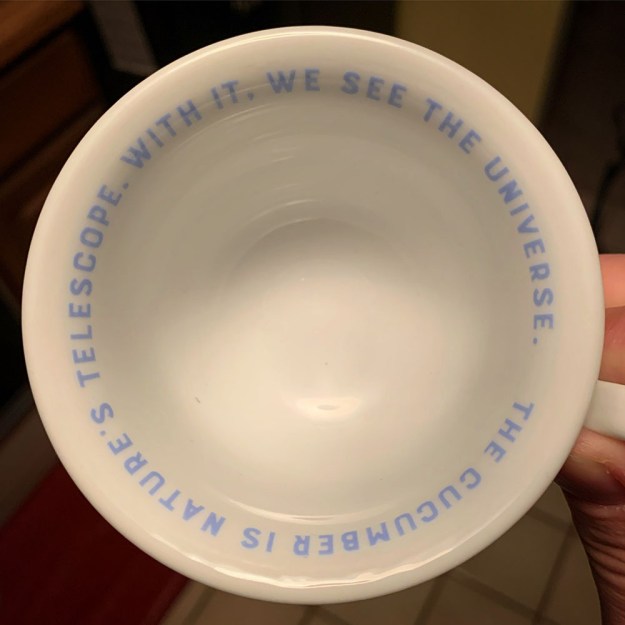 THE CUCUMBER IS NATURE'S TELESCOPE. WITH IT, WE SEE THE UNIVERSE.